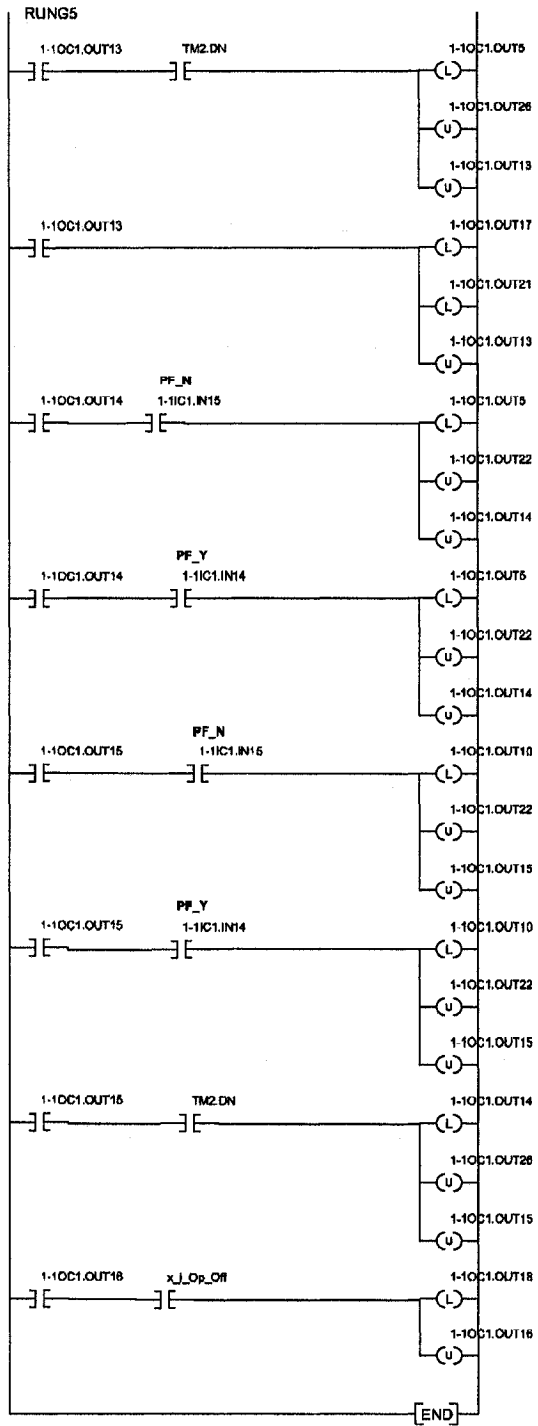 RUNG5
1-1OC1.OUT13 TM2.DN 1-1OC1.OUT5
L
1-1OC1.OUT26
U
1-1OC1.OUT13
U
1-1OC1.OUT13 1-1OC1.OUT17
L
1-1OC1.OUT21
L
1-1OC1.OUT13
U
PF_N
1-1OC1.OUT14 1-1IC1.IN15 1-1OC1.OUT5
L
1-1OC1.OUT22
U
1-1OC1.OUT14
U
PF_Y
1-1OC1.OUT14 1-1IC1.IN14 1-1OC1.OUT6
L
1-1OC1.OUT22
U
1-1OC1.OUT14
U
PF_N
1-1OC1.OUT15 1-1IC1.IN15 1-1OC1.OUT10
L
1-1OC1.OUT22
U
1-1OC1.OUT15
U
PF_Y
1-1OC1.OUT15 1-1IC1.IN14 1-1OC1.OUT10
L
1-1OC1.OUT22
U
1-1OC1.OUT15
U
1-1OC1.OUT15 TM2.DN 1-1OC1.OUT14
L
1-1OC1.OUT26
U
1-1OC1.OUT15
U
1-1OC1.OUT16 x_j_Op_Off 1-1OC1.OUT18
L
1-1OC1.OUT16
U
END